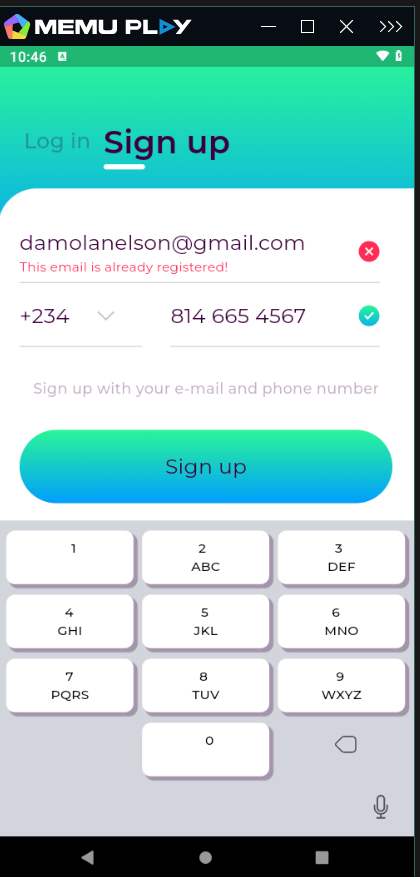 MEMU PLAY
10:46 A
Log in Sign up
damolanelson@gmail.com
This email is already registered!
+234 814 665 4567
Sign up with your e-mail and phone number
Sign up
1 2 3
ABC DEF
4 5 6
GHI JKL MNO
7 8 9
PQRS TUV WXYZ
0